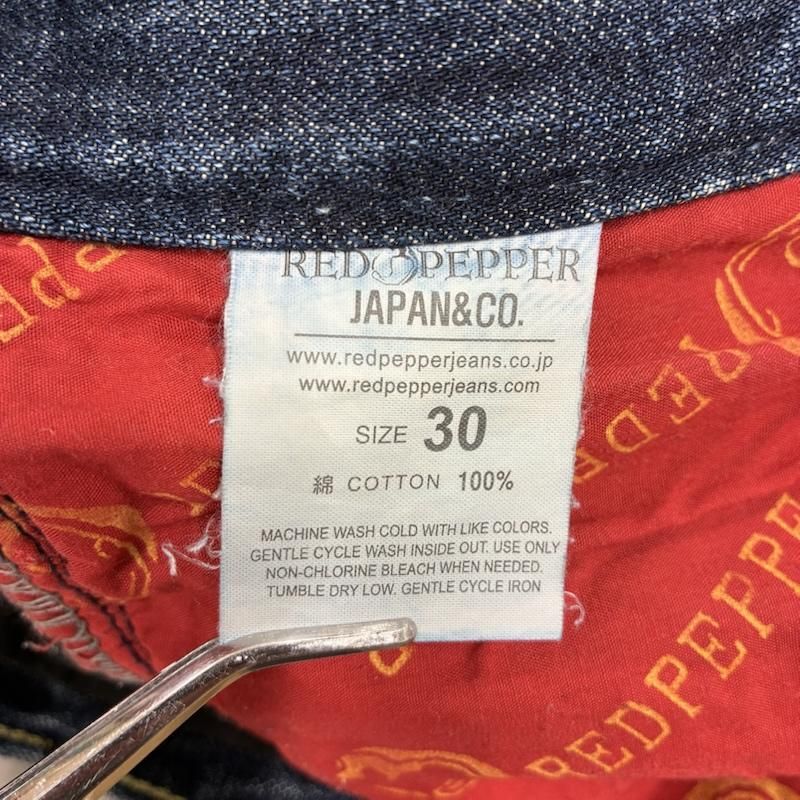 RED PEPPER
JAPAN&CO.
www.redpepperjeans.co.jp
www.redpepperjeans.com
SIZE 30
綿 COTTON 100%
MACHINE WASH COLD WITH LIKE COLORS.
GENTLE CYCLE WASH INSIDE OUT. USE ONLY
NON-CHLORINE BLEACH WHEN NEEDED.
TUMBLE DRY LOW. GENTLE CYCLE IRON
REDPEPPE
REDPEPPE